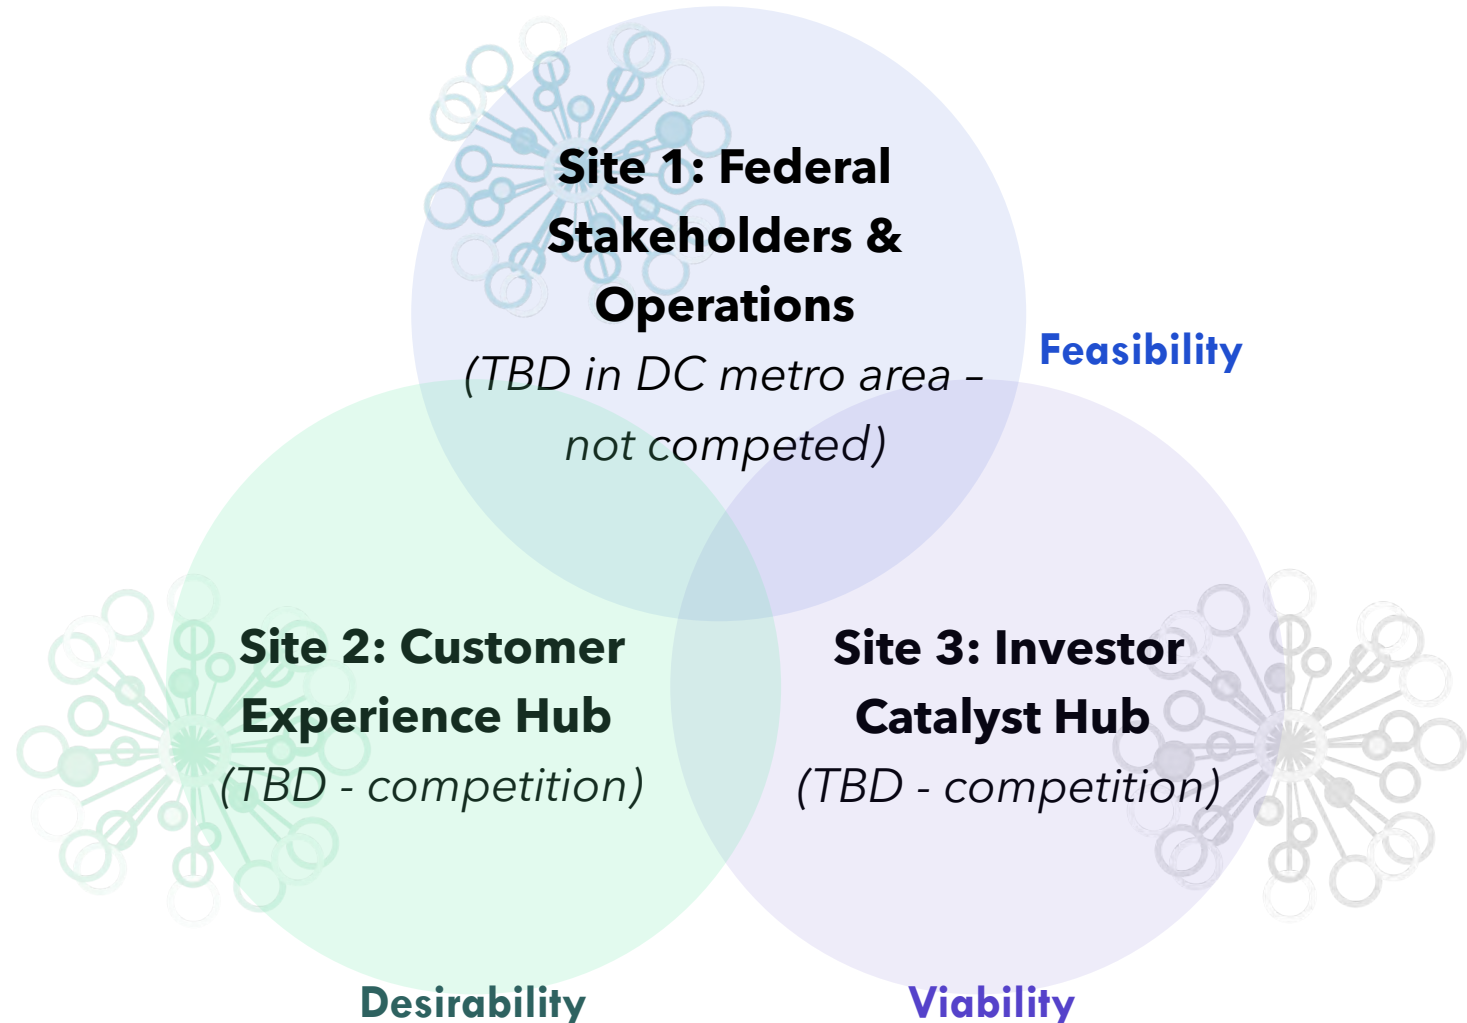 Site 1: Federal
Stakeholders &
Operations
(TBD in DC metro area –
not competed)
Feasibility
Site 2: Customer
Experience Hub
(TBD - competition)
Site 3: Investor
Catalyst Hub
(TBD - competition)
Desirability
Viability